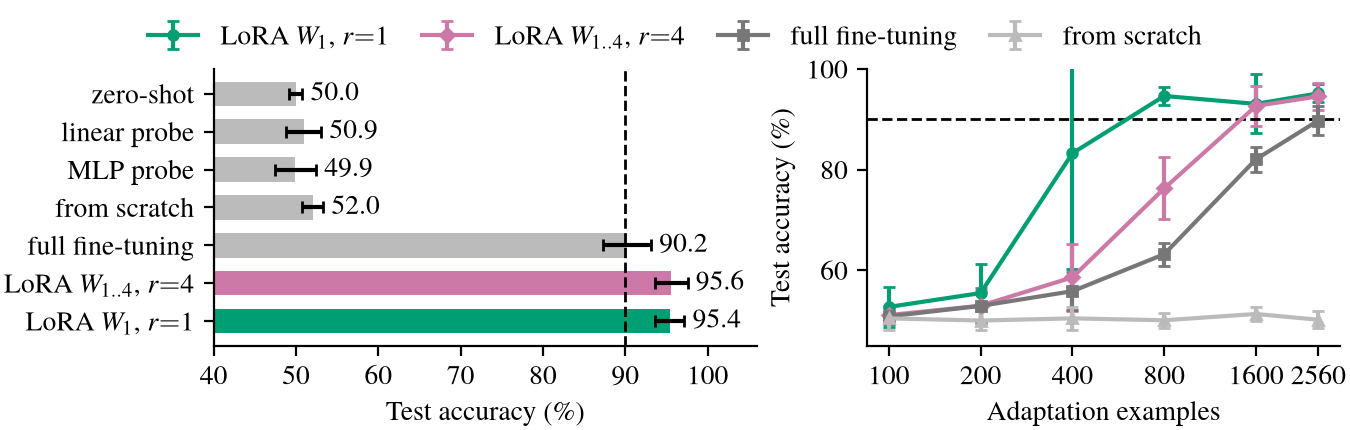 LoRA W₁, r=1 LoRA W₁..₄, r=4 full fine-tuning from scratch
zero-shot 50.0
linear probe 50.9
MLP probe 49.9
from scratch 52.0
full fine-tuning 90.2
LoRA W₁..₄, r=4 95.6
LoRA W₁, r=1 95.4
40 50 60 70 80 90 100
Test accuracy (%)
Test accuracy (%)
100
80
60
100 200 400 800 1600 2560
Adaptation examples